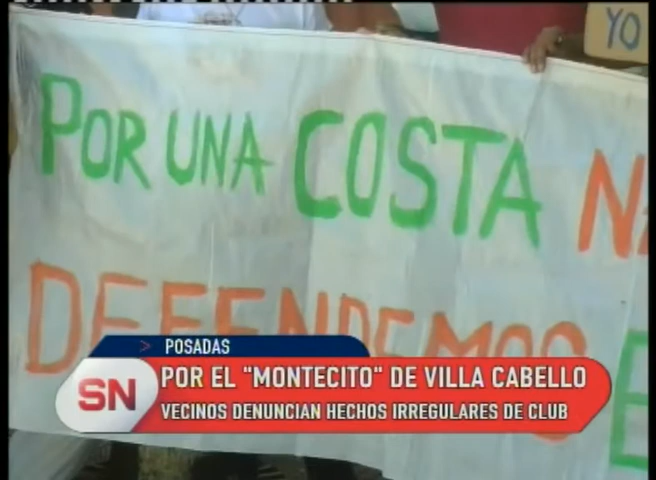 YO
POR UNA COSTA
DEFENDEMOS
> POSADAS
SN
POR EL "MONTECITO" DE VILLA CABELLO
VECINOS DENUNCIAN HECHOS IRREGULARES DE CLUB